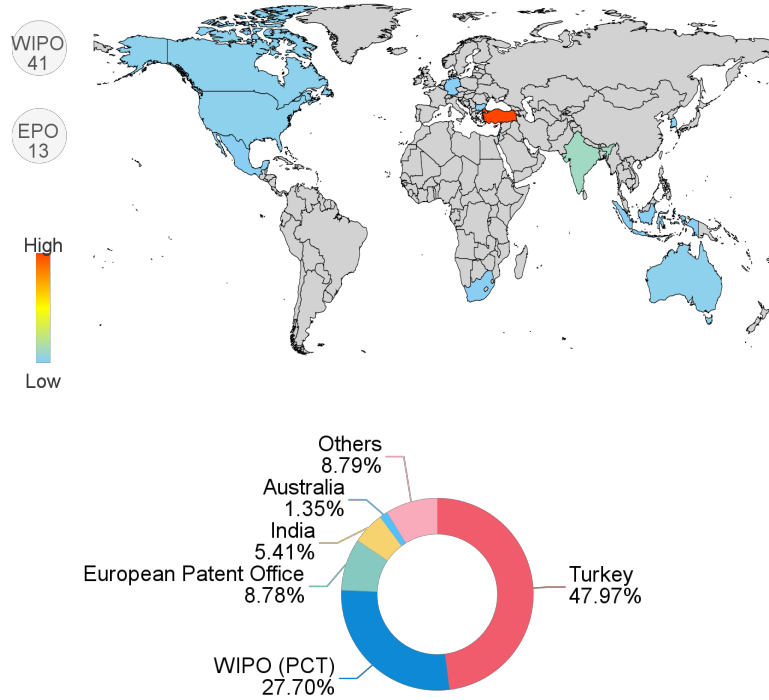 WIPO
41
EPO
13
High
Low
Others
8.79%
Australia
1.35%
India
5.41%
European Patent Office
8.78%
Turkey
47.97%
WIPO (PCT)
27.70%